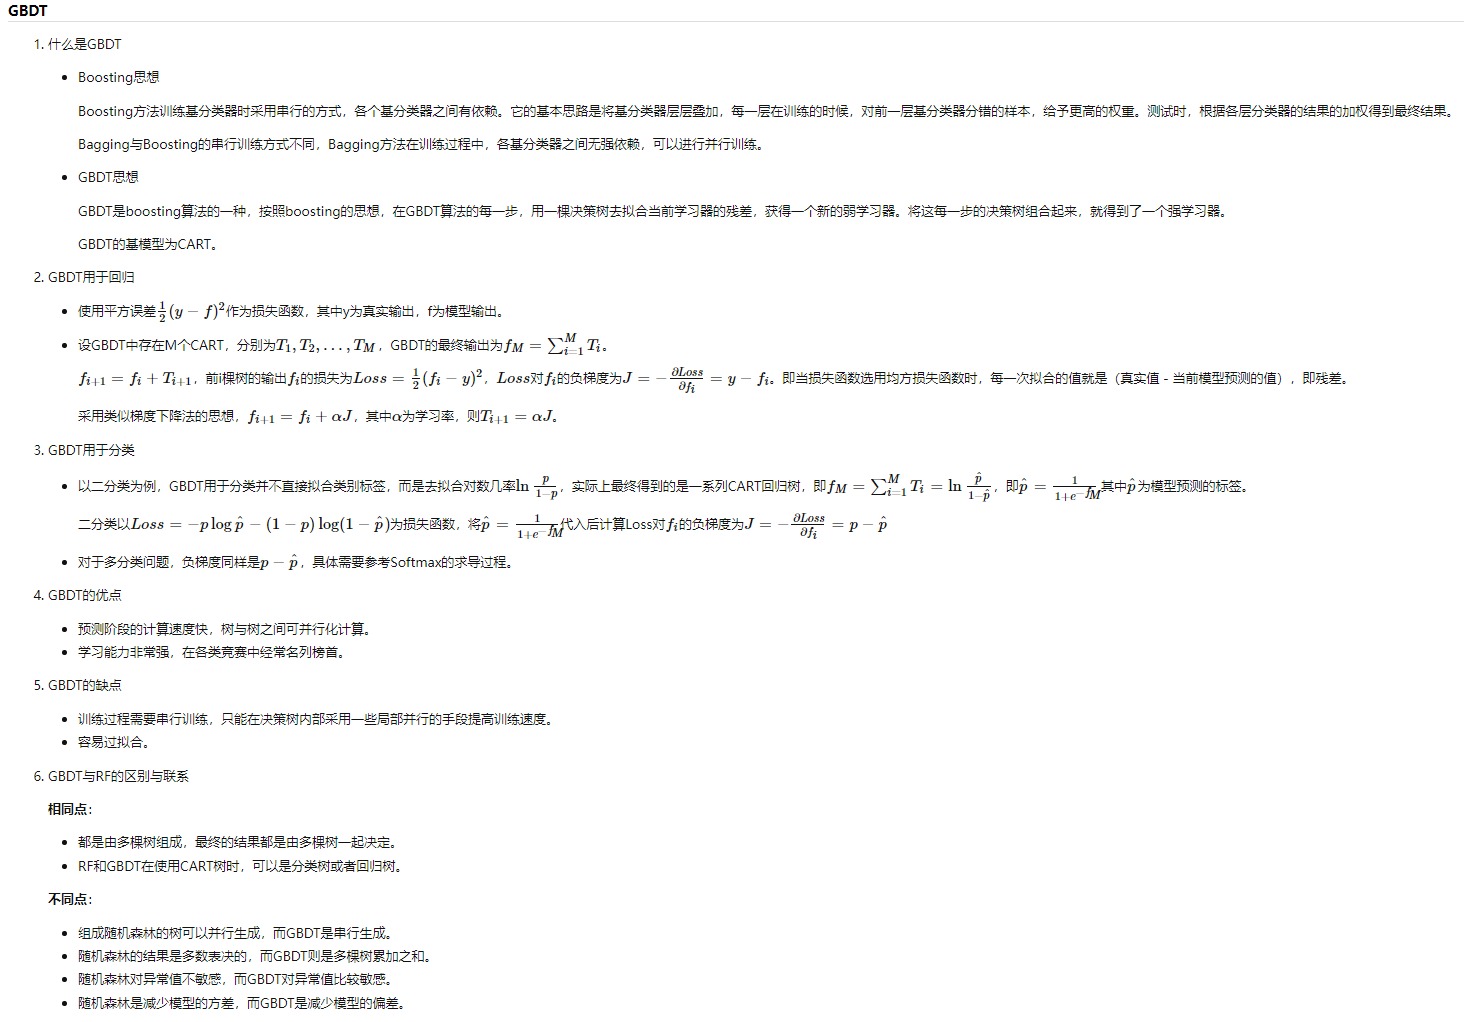 GBDT
1. 什么是GBDT
• Boosting思想
Boosting方法训练基分类器时采用串行的方式，各个基分类器之间有依赖。它的基本思路是将基分类器层层叠加，每一层在训练的时候，对前一层基分类器分错的样本，给予更高的权重。测试时，根据各层分类器的结果的加权得到最终结果。
Bagging与Boosting的串行训练方式不同，Bagging方法在训练过程中，各基分类器之间无强依赖，可以进行并行训练。
• GBDT思想
GBDT是boosting算法的一种，按照boosting的思想，在GBDT算法的每一步，用一棵决策树去拟合当前学习器的残差，获得一个新的弱学习器。将这每一步的决策树组合起来，就得到了一个强学习器。
GBDT的基模型为CART。
2. GBDT用于回归
• 使用平方误差$\frac{1}{2}(y-f)^2$作为损失函数，其中y为真实输出，f为模型输出。
• 设GBDT中存在M个CART，分别为$T_1, T_2, \ldots, T_M$，GBDT的最终输出为$f_M = \sum_{i=1}^{M} T_i$。
$f_{i+1} = f_i + T_{i+1}$，前i棵树的输出$f_i$的损失为$Loss = \frac{1}{2}(f_i - y)^2$，$Loss$对$f_i$的负梯度为$J = -\frac{\partial Loss}{\partial f_i} = y - f_i$。即当损失函数选用均方损失函数时，每一次拟合的值就是（真实值 - 当前模型预测的值），即残差。
采用类似梯度下降法的思想，$f_{i+1} = f_i + \alpha J$，其中$\alpha$为学习率，则$T_{i+1} = \alpha J$。
3. GBDT用于分类
• 以二分类为例，GBDT用于分类并不直接拟合类别标签，而是去拟合对数几率$\ln \frac{p}{1-p}$，实际上最终得到的是一系列CART回归树，即$f_M = \sum_{i=1}^{M} T_i = \ln \frac{\hat{p}}{1-\hat{p}}$，即$\hat{p} = \frac{1}{1+e^{-f_M}}$其中$\hat{p}$为模型预测的标签。
二分类以$Loss = -p \log \hat{p} - (1-p) \log(1-\hat{p})$为损失函数，将$\hat{p} = \frac{1}{1+e^{-f_M}}$代入后计算Loss对$f_i$的负梯度为$J = -\frac{\partial Loss}{\partial f_i} = p - \hat{p}$
• 对于多分类问题，负梯度同样是$p - \hat{p}$，具体需要参考Softmax的求导过程。
4. GBDT的优点
• 预测阶段的计算速度快，树与树之间可并行化计算。
• 学习能力非常强，在各类竞赛中经常名列榜首。
5. GBDT的缺点
• 训练过程需要串行训练，只能在决策树内部采用一些局部并行的手段提高训练速度。
• 容易过拟合。
6. GBDT与RF的区别与联系
相同点：
• 都是由多棵树组成，最终的结果都是由多棵树一起决定。
• RF和GBDT在使用CART树时，可以是分类树或者回归树。
不同点：
• 组成随机森林的树可以并行生成，而GBDT是串行生成。
• 随机森林的结果是多数表决的，而GBDT则是多棵树累加之和。
• 随机森林对异常值不敏感，而GBDT对异常值比较敏感。
• 随机森林是减少模型的方差，而GBDT是减少模型的偏差。